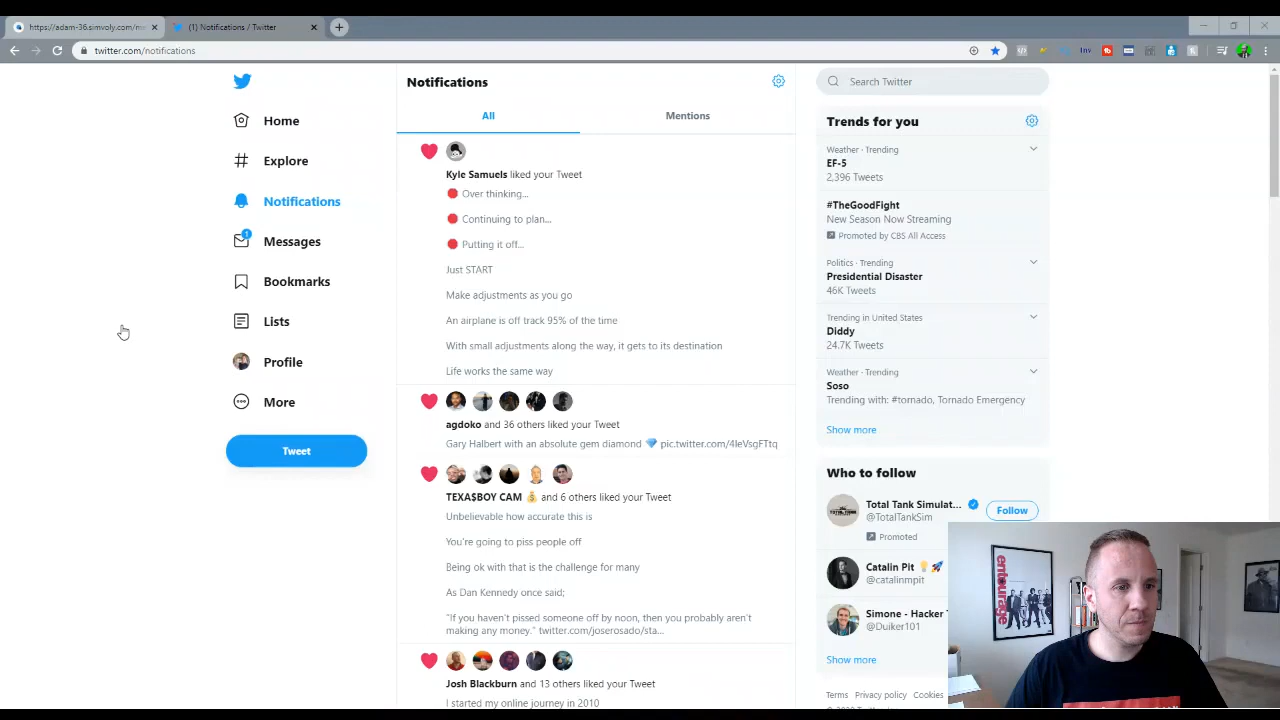 https://adam-36.simvoly.com/m
(1) Notifications / Twitter
twitter.com/notifications
Home
Explore
Notifications
1
Messages
Bookmarks
Lists
Profile
More
Tweet
Notifications
All
Mentions
Kyle Samuels liked your Tweet
Over thinking...
Continuing to plan...
Putting it off...
Just START
Make adjustments as you go
An airplane is off track 95% of the time
With small adjustments along the way, it gets to its destination
Life works the same way
agdoko and 36 others liked your Tweet
Gary Halbert with an absolute gem diamond 💎 pic.twitter.com/4leVsgFTtq
TEXA$BOY CAM 💰 and 6 others liked your Tweet
Unbelievable how accurate this is
You're going to piss people off
Being ok with that is the challenge for many
As Dan Kennedy once said;
"If you haven't pissed someone off by noon, then you probably aren't
making any money." twitter.com/joserosado/sta...
Josh Blackburn and 13 others liked your Tweet
I started my online journey in 2010
Search Twitter
Trends for you
Weather · Trending
EF-5
2,396 Tweets
#TheGoodFight
New Season Now Streaming
Promoted by CBS All Access
Politics · Trending
Presidential Disaster
46K Tweets
Trending in United States
Diddy
24.7K Tweets
Weather · Trending
Soso
Trending with: #tornado, Tornado Emergency
Show more
Who to follow
Total Tank Simulat...
@TotalTankSim
Follow
Promoted
Catalin Pit 💡🚀
@catalinmpit
Simone - Hacker
@Duiker101
Show more
Terms Privacy policy Cookies
entourage